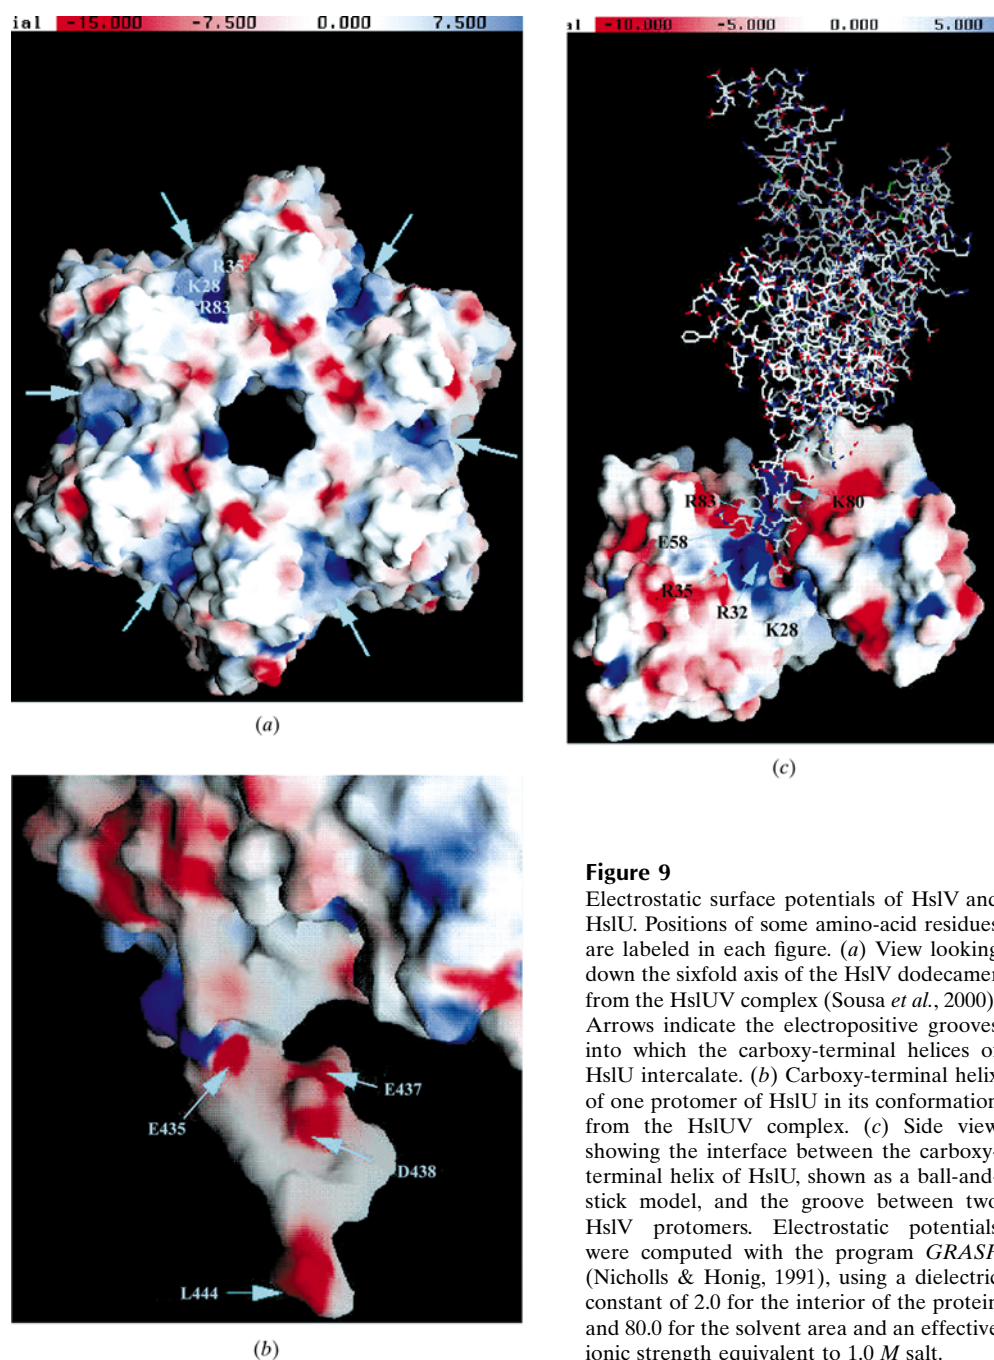 ial -15.000 -7.500 0.000 7.500
R35
K28
R83
(a)
al -10.000 -5.000 0.000 5.000
R83
K80
E58
R35
R32
K28
(c)
E437
E435
D438
L444
(b)
Figure 9
Electrostatic surface potentials of HslV and
HslU. Positions of some amino-acid residues
are labeled in each figure. (a) View looking
down the sixfold axis of the HslV dodecamer
from the HslUV complex (Sousa et al., 2000)
Arrows indicate the electropositive grooves
into which the carboxy-terminal helices of
HslU intercalate. (b) Carboxy-terminal helix
of one protomer of HslU in its conformation
from the HslUV complex. (c) Side view
showing the interface between the carboxy-
terminal helix of HslU, shown as a ball-and-
stick model, and the groove between two
HslV protomers. Electrostatic potentials
were computed with the program GRASP
(Nicholls & Honig, 1991), using a dielectric
constant of 2.0 for the interior of the protein
and 80.0 for the solvent area and an effective
ionic strength equivalent to 1.0 M salt.